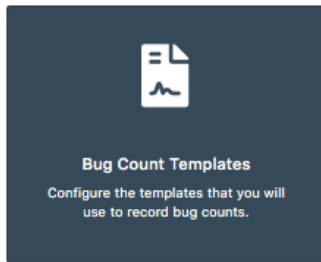 Bug Count Templates
Configure the templates that you will
use to record bug counts.